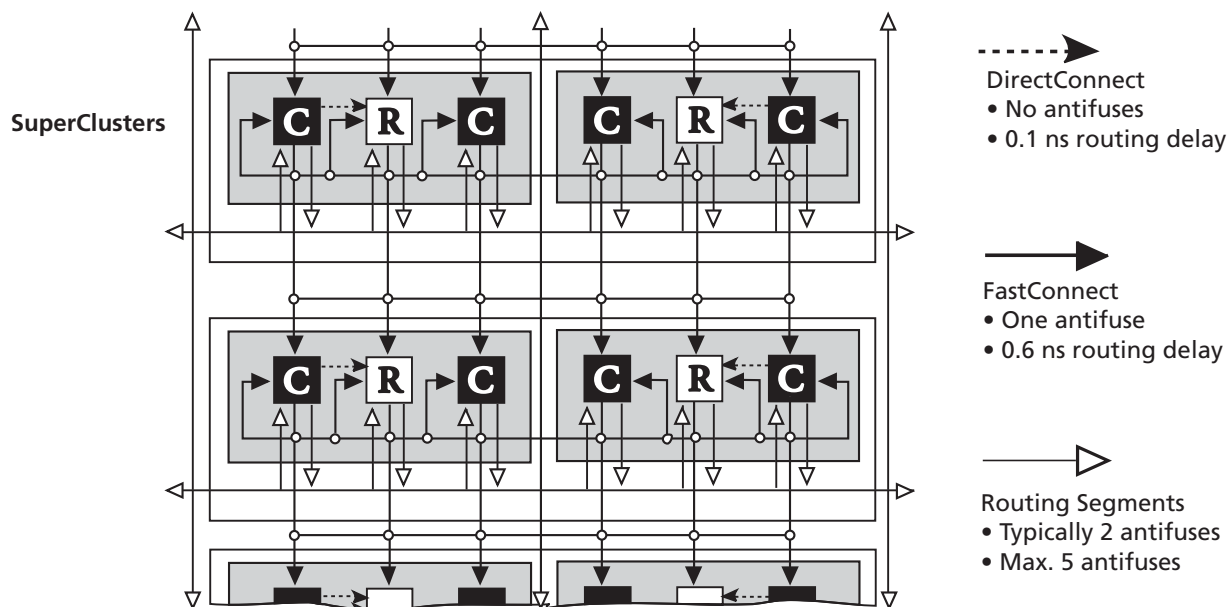 SuperClusters
C R C C R C
C R C C R C
DirectConnect
• No antifuses
• 0.1 ns routing delay
FastConnect
• One antifuse
• 0.6 ns routing delay
Routing Segments
• Typically 2 antifuses
• Max. 5 antifuses